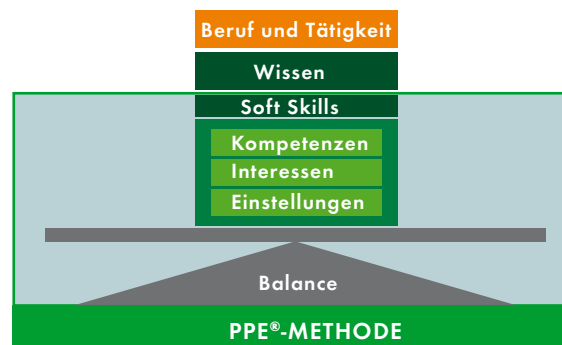 Beruf und Tätigkeit
Wissen
Soft Skills
Kompetenzen
Interessen
Einstellungen
Balance
PPE®-METHODE